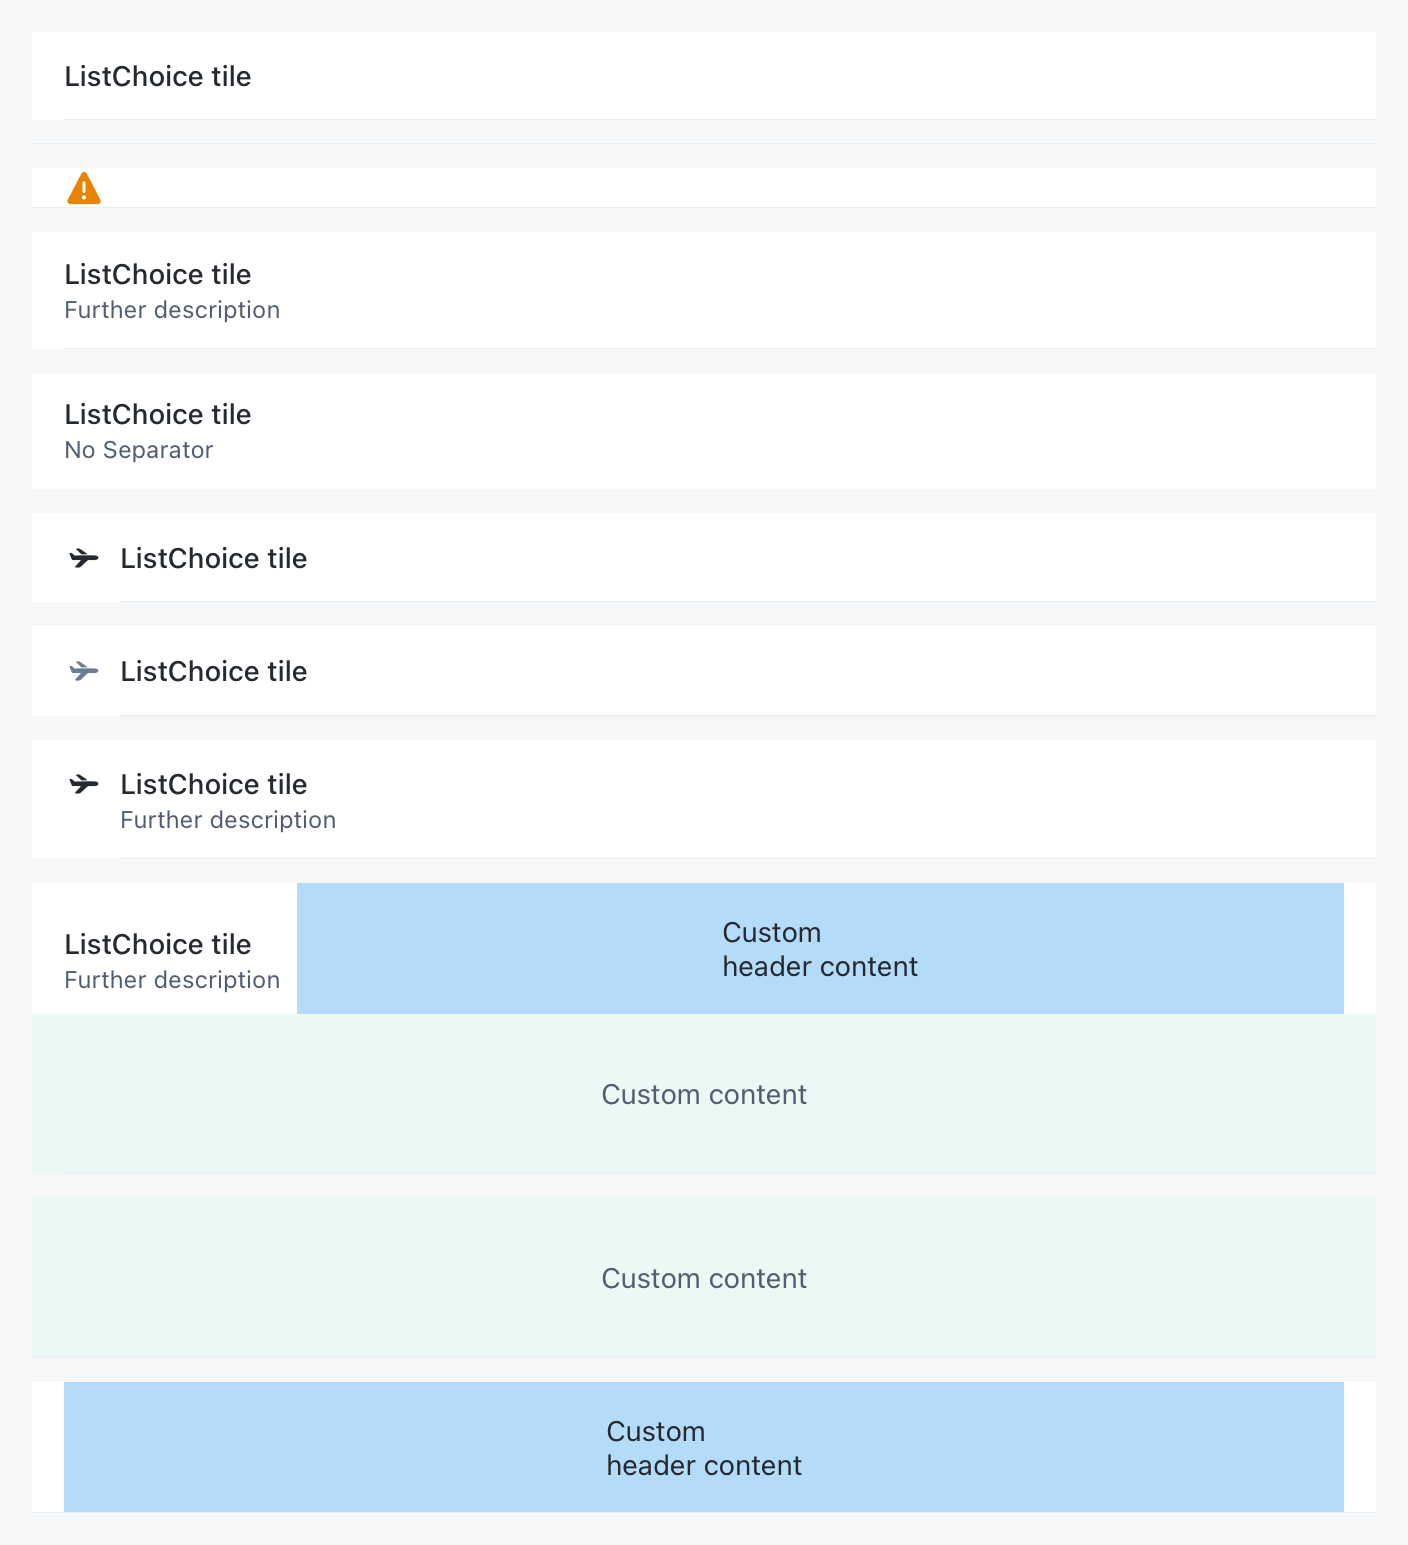 ListChoice tile
ListChoice tile
Further description
ListChoice tile
No Separator
ListChoice tile
ListChoice tile
ListChoice tile
Further description
ListChoice tile
Further description
Custom
header content
Custom content
Custom content
Custom
header content